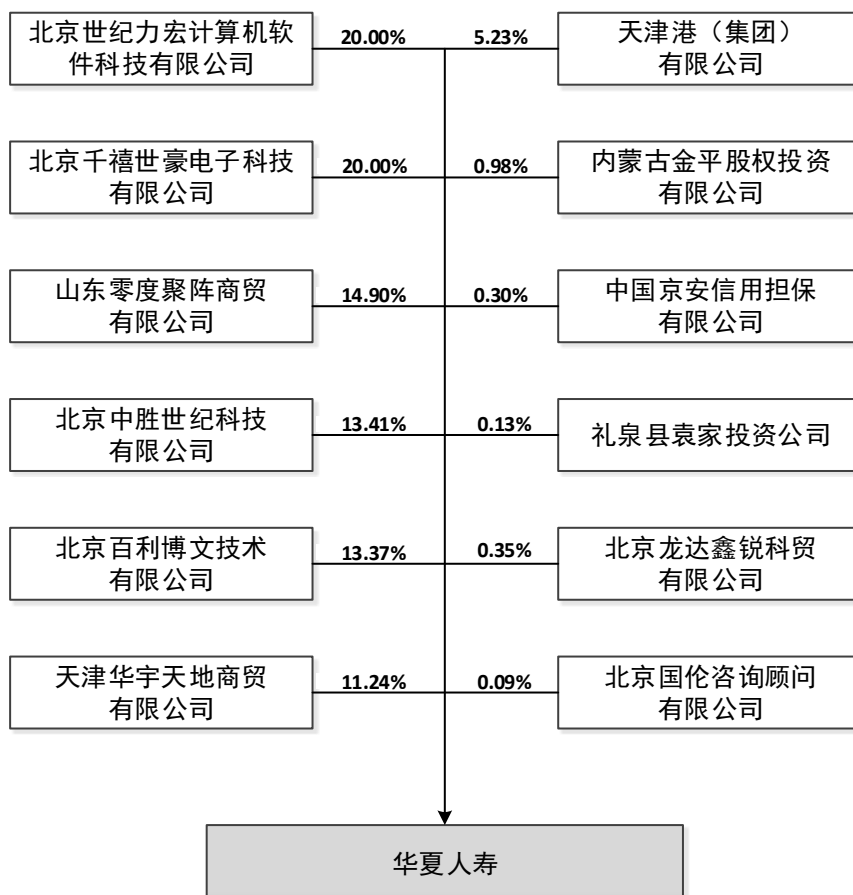 北京世纪力宏计算机软
件科技有限公司
20.00%
5.23%
天津港（集团）
有限公司
北京千禧世豪电子科技
有限公司
20.00%
0.98%
内蒙古金平股权投资
有限公司
山东零度聚阵商贸
有限公司
14.90%
0.30%
中国京安信用担保
有限公司
北京中胜世纪科技
有限公司
13.41%
0.13%
礼泉县袁家投资公司
北京百利博文技术
有限公司
13.37%
0.35%
北京龙达鑫锐科贸
有限公司
天津华宇天地商贸
有限公司
11.24%
0.09%
北京国伦咨询顾问
有限公司
华夏人寿